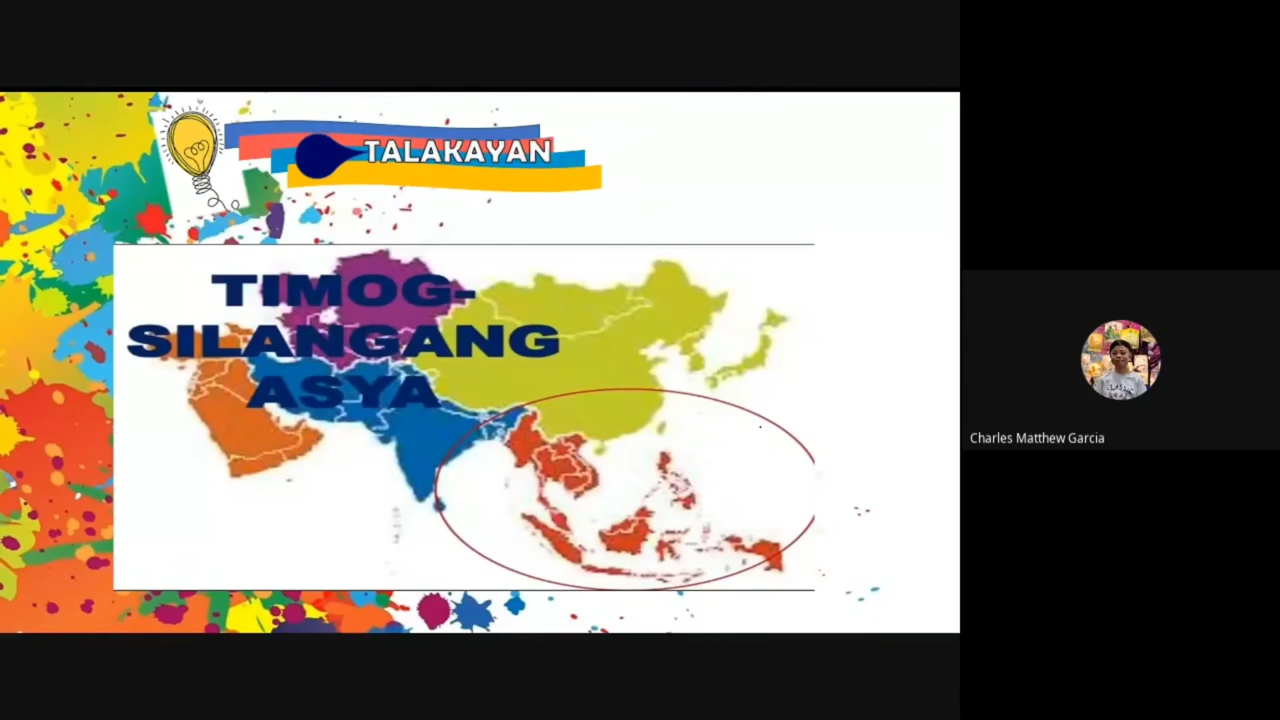 TALAKAYAN
TIMOG-
SILANGANG
ASYA
Charles Matthew Garcia